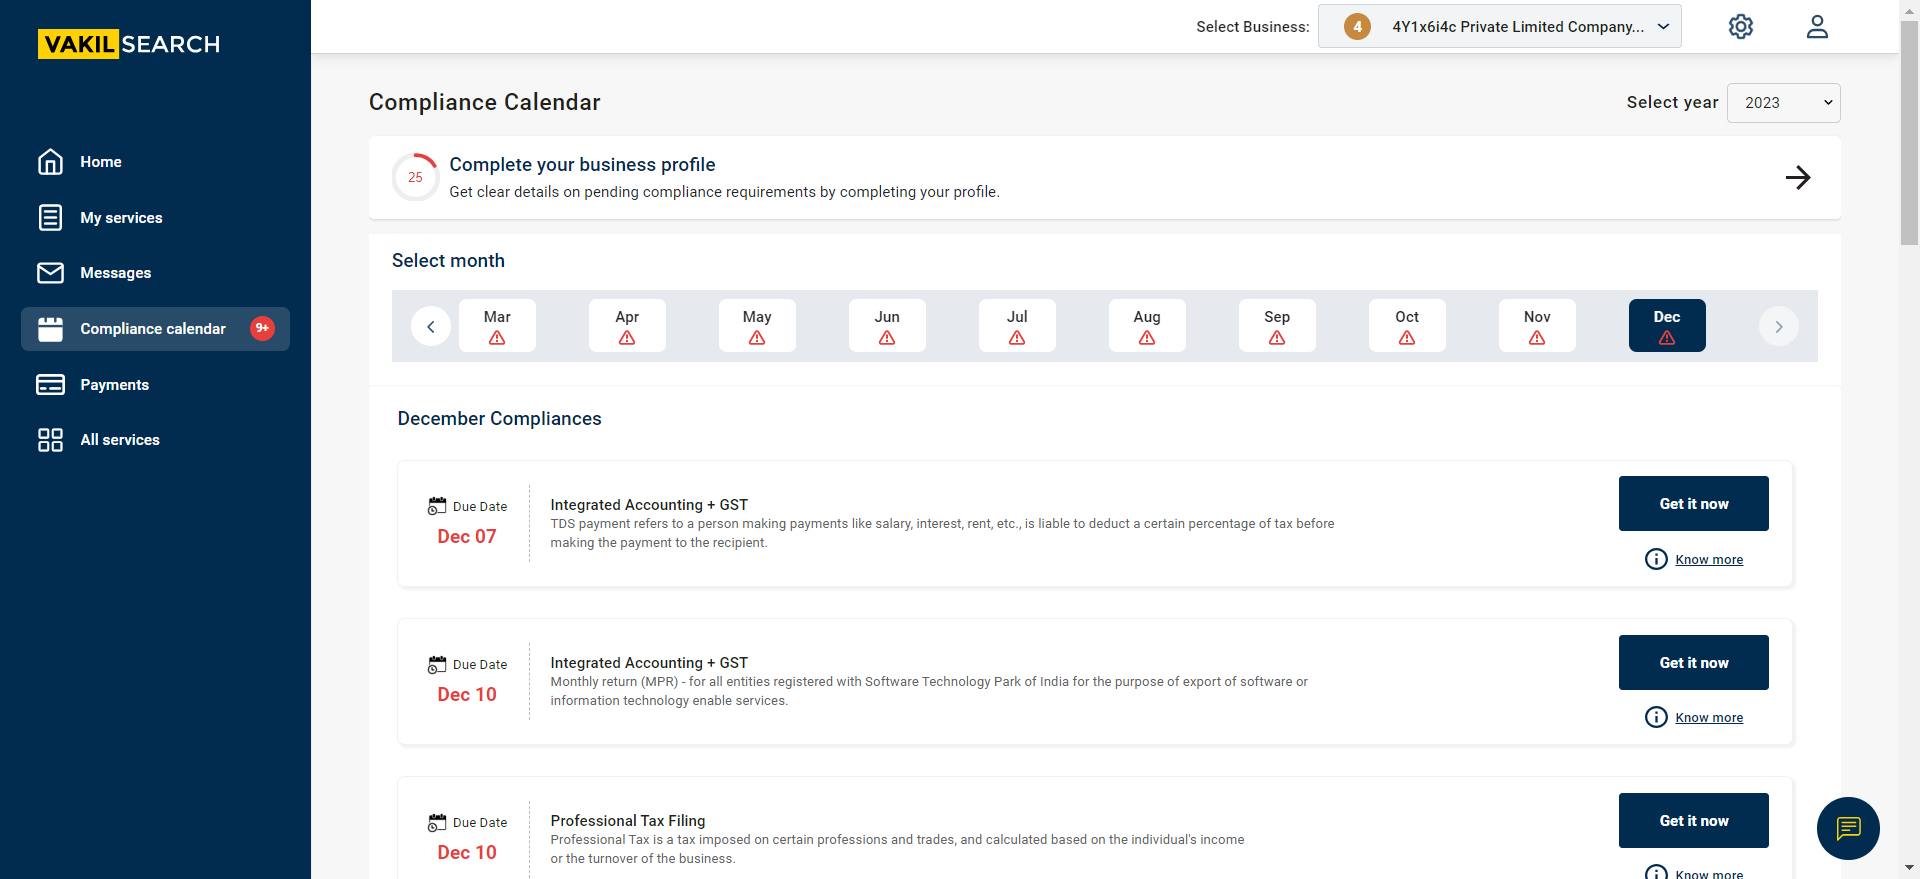 VAKILSEARCH
Select Business:
4
4Y1x6i4c Private Limited Company...
Home
My services
Messages
Compliance calendar
9+
Payments
All services
Compliance Calendar
Select year
2023
25
Complete your business profile
Get clear details on pending compliance requirements by completing your profile.
Select month
Mar
Apr
May
Jun
Jul
Aug
Sep
Oct
Nov
Dec
December Compliances
Due Date
Dec 07
Integrated Accounting + GST
TDS payment refers to a person making payments like salary, interest, rent, etc., is liable to deduct a certain percentage of tax before
making the payment to the recipient.
Get it now
Know more
Due Date
Dec 10
Integrated Accounting + GST
Monthly return (MPR) - for all entities registered with Software Technology Park of India for the purpose of export of software or
information technology enable services.
Get it now
Know more
Due Date
Dec 10
Professional Tax Filing
Professional Tax is a tax imposed on certain professions and trades, and calculated based on the individual's income
or the turnover of the business.
Get it now
Know more